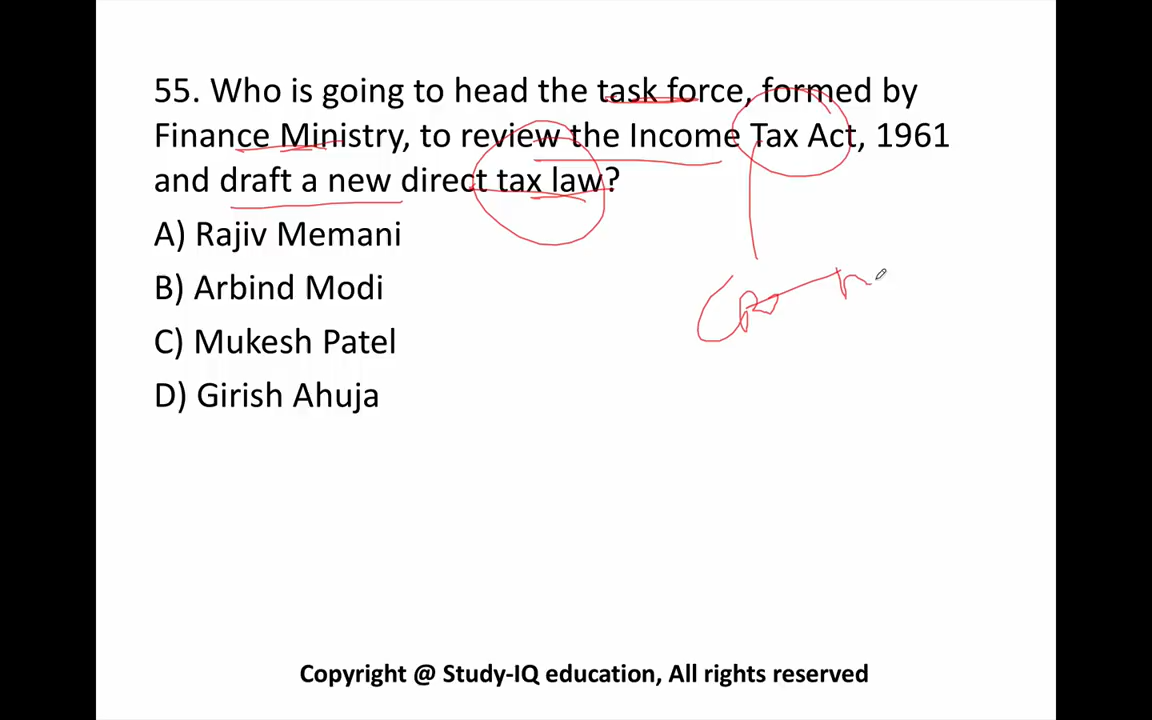 55. Who is going to head the task force, formed by
Finance Ministry, to review the Income Tax Act, 1961
and draft a new direct tax law?
A) Rajiv Memani
B) Arbind Modi
C) Mukesh Patel
D) Girish Ahuja
Copyright @ Study-IQ education, All rights reserved